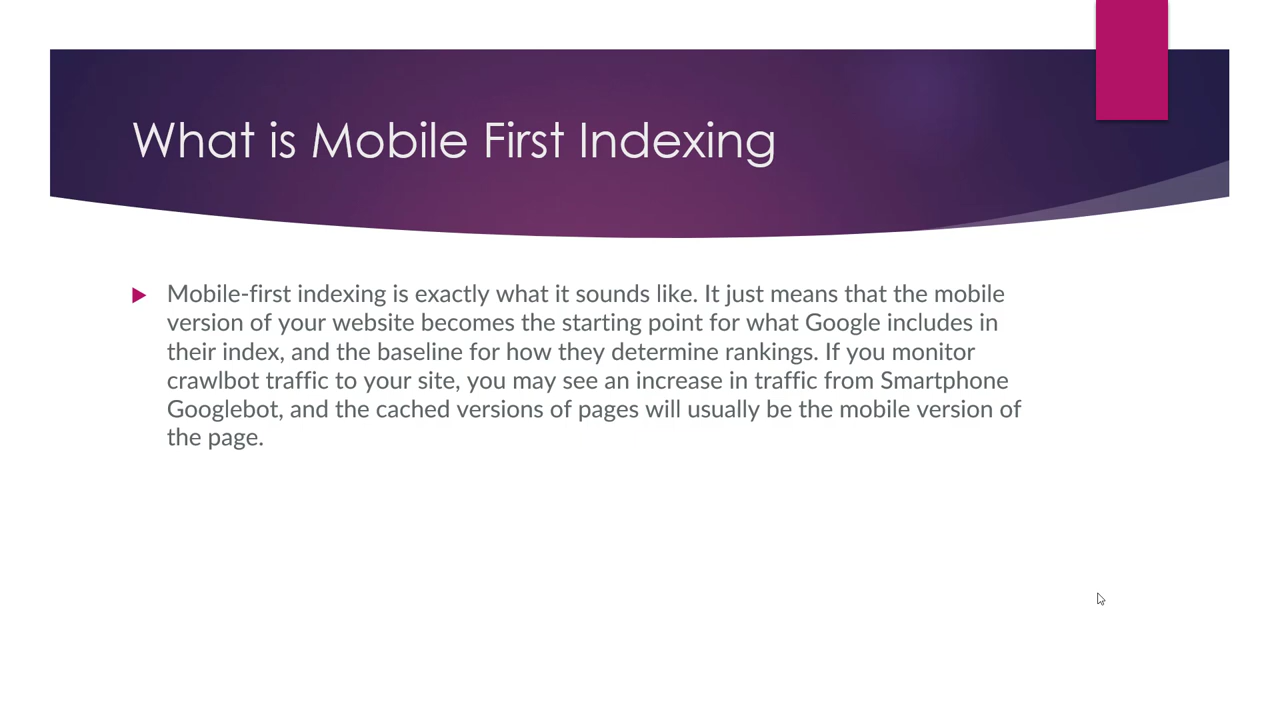 What is Mobile First Indexing
Mobile-first indexing is exactly what it sounds like. It just means that the mobile
version of your website becomes the starting point for what Google includes in
their index, and the baseline for how they determine rankings. If you monitor
crawlbot traffic to your site, you may see an increase in traffic from Smartphone
Googlebot, and the cached versions of pages will usually be the mobile version of
the page.